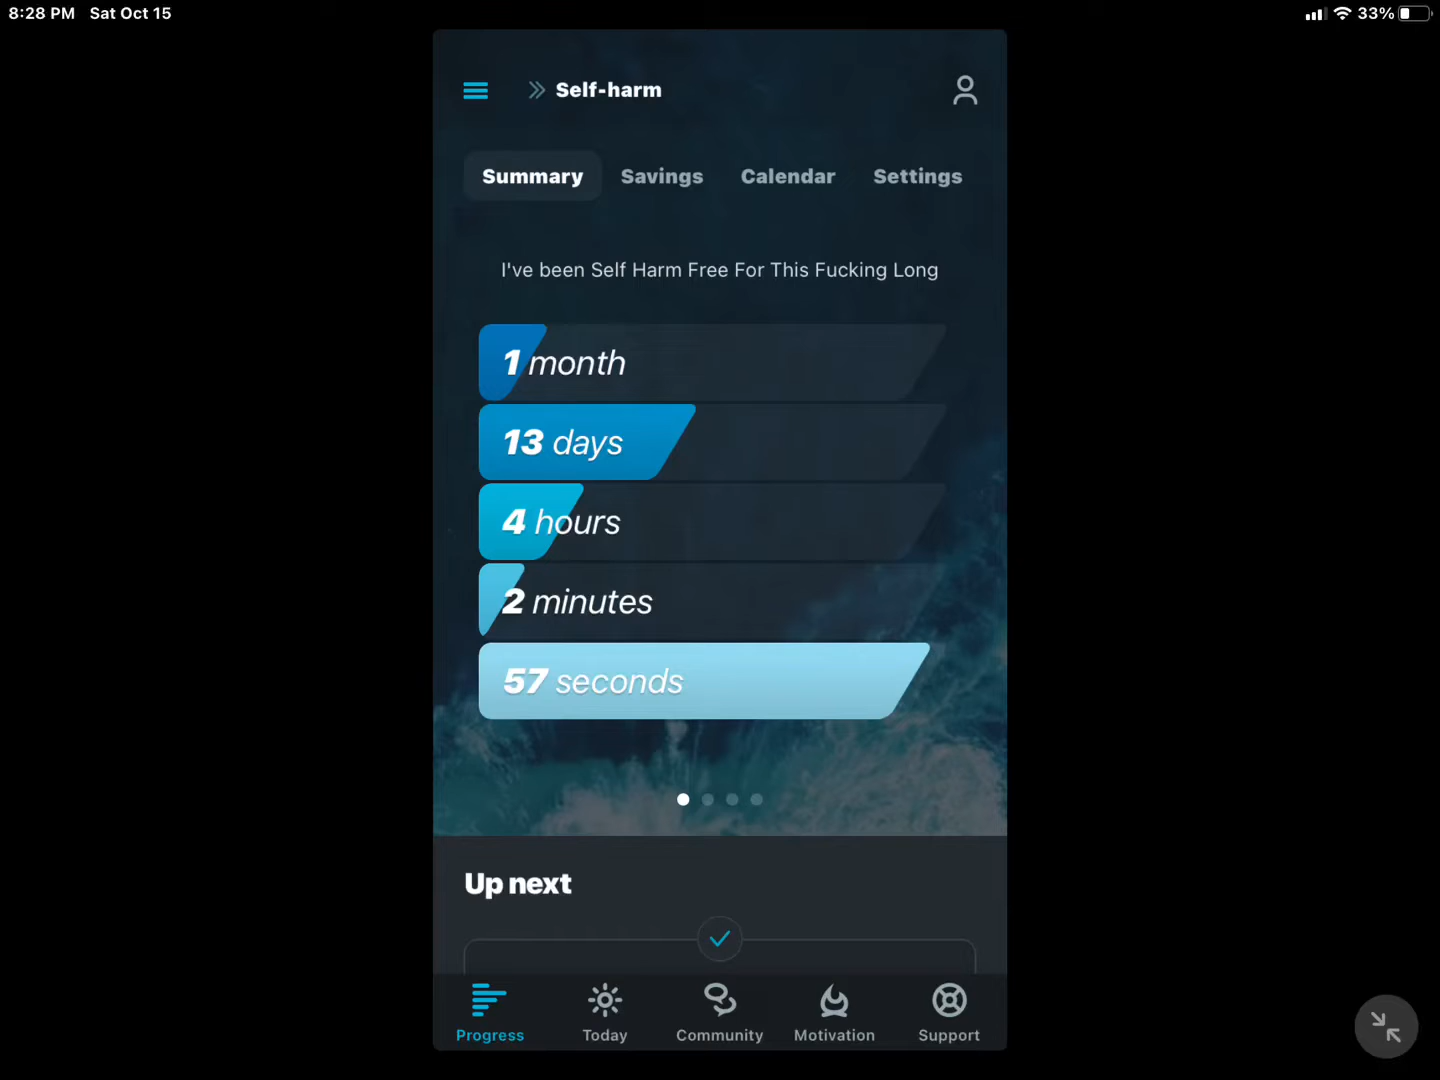 8:28 PM Sat Oct 15 33%
Self-harm
Summary Savings Calendar Settings
I've been Self Harm Free For This Fucking Long
1 month
13 days
4 hours
2 minutes
57 seconds
Up next
Progress Today Community Motivation Support